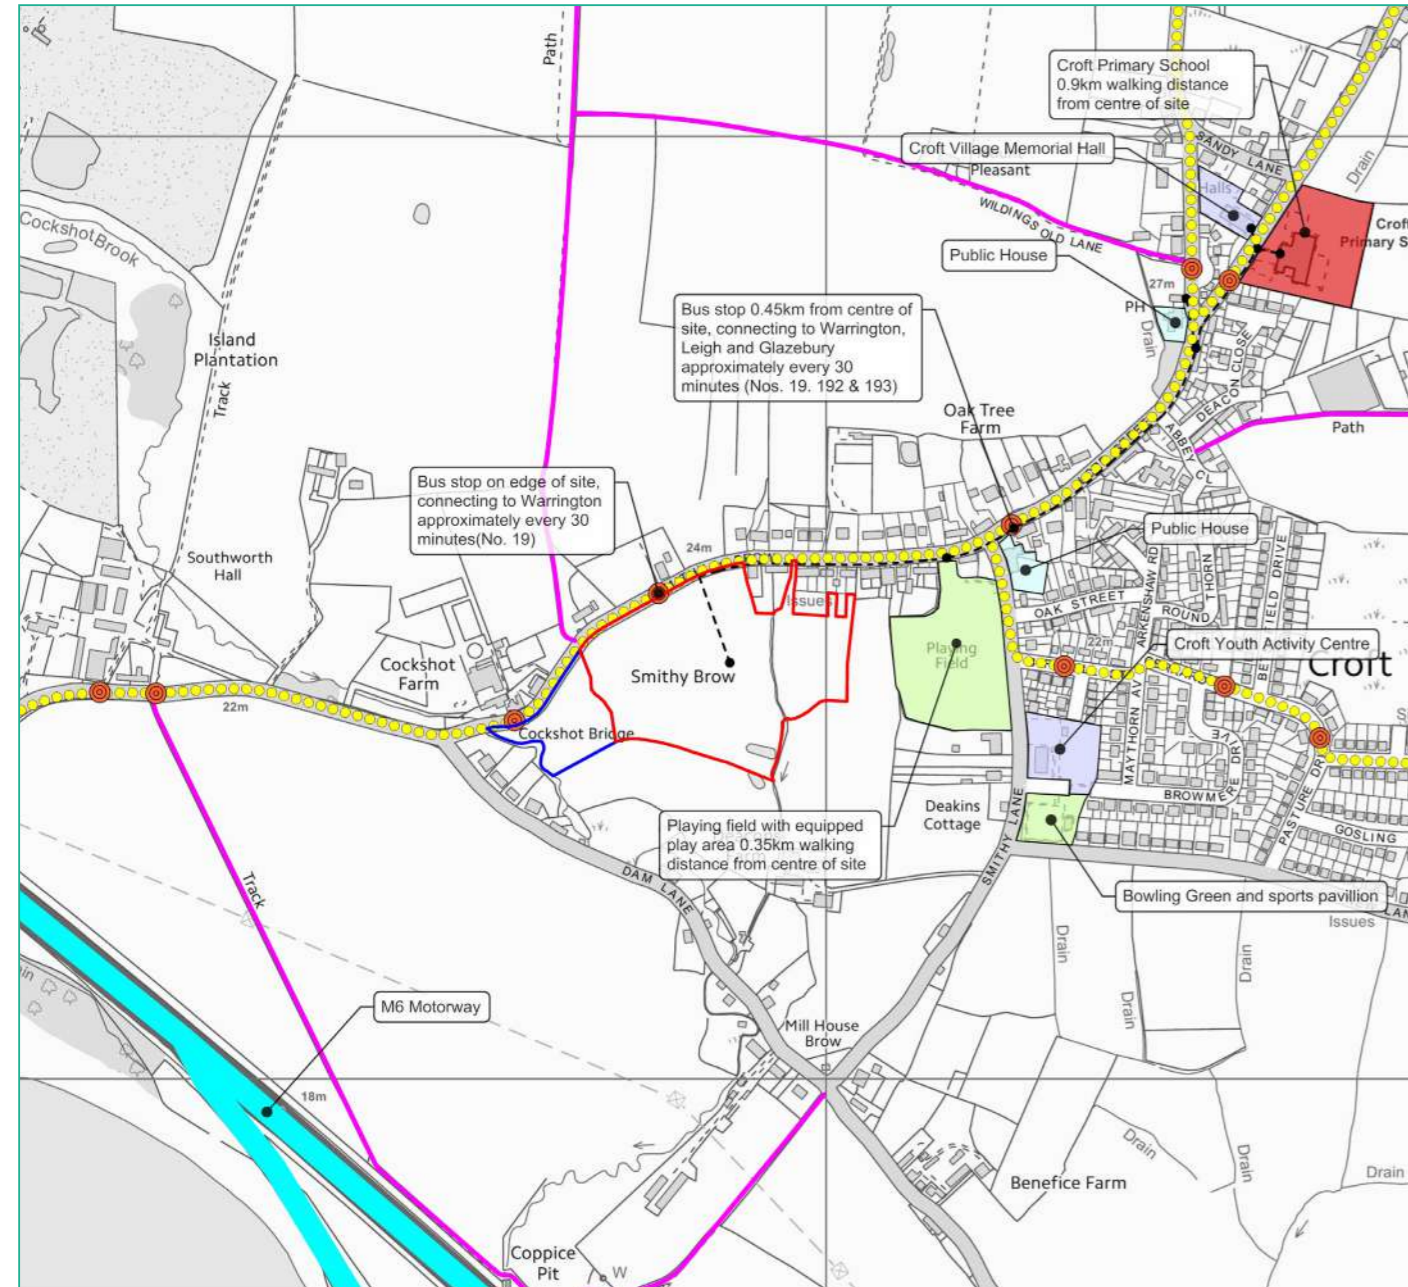 Path
Croft Primary School
0.9km walking distance
from centre of site
SANDY LANE
Drain
Croft Village Memorial Hall
Pleasant
Halls
CockshotBrook
WILDINGS OLD LANE
Croft
Primary S
Public House
27m
PH
Drain
Island
Plantation
Track
Bus stop 0.45km from centre of
site, connecting to Warrington,
Leigh and Glazebury
approximately every 30
minutes (Nos. 19. 192 & 193)
DEACON CLOSE
Oak Tree
Farm
ABBEY CL
Path
Bus stop on edge of site,
connecting to Warrington
approximately every 30
minutes(No. 19)
24m
Public House
Southworth
Hall
Issues
OAK STREET
ARKENSHAW RD
ROUND THORN
FIELD DRIVE
22m
Croft Youth Activity Centre
Playing
Field
Cockshot
Farm
Smithy Brow
Croft
22m
Cockshot Bridge
MAYTHORN AV
BROWMERE DRIVE
PASTURE DR
GOSLING
Deakins
Cottage
SMITHY LANE
Playing field with equipped
play area 0.35km walking
distance from centre of site
Track
DAM LANE
Bowling Green and sports pavillion
LAN
Issues
Drain
Drain
Drain
M6 Motorway
Mill House
Brow
18m
Drain
Drain
Drain
Benefice Farm
Coppice
Pit
W